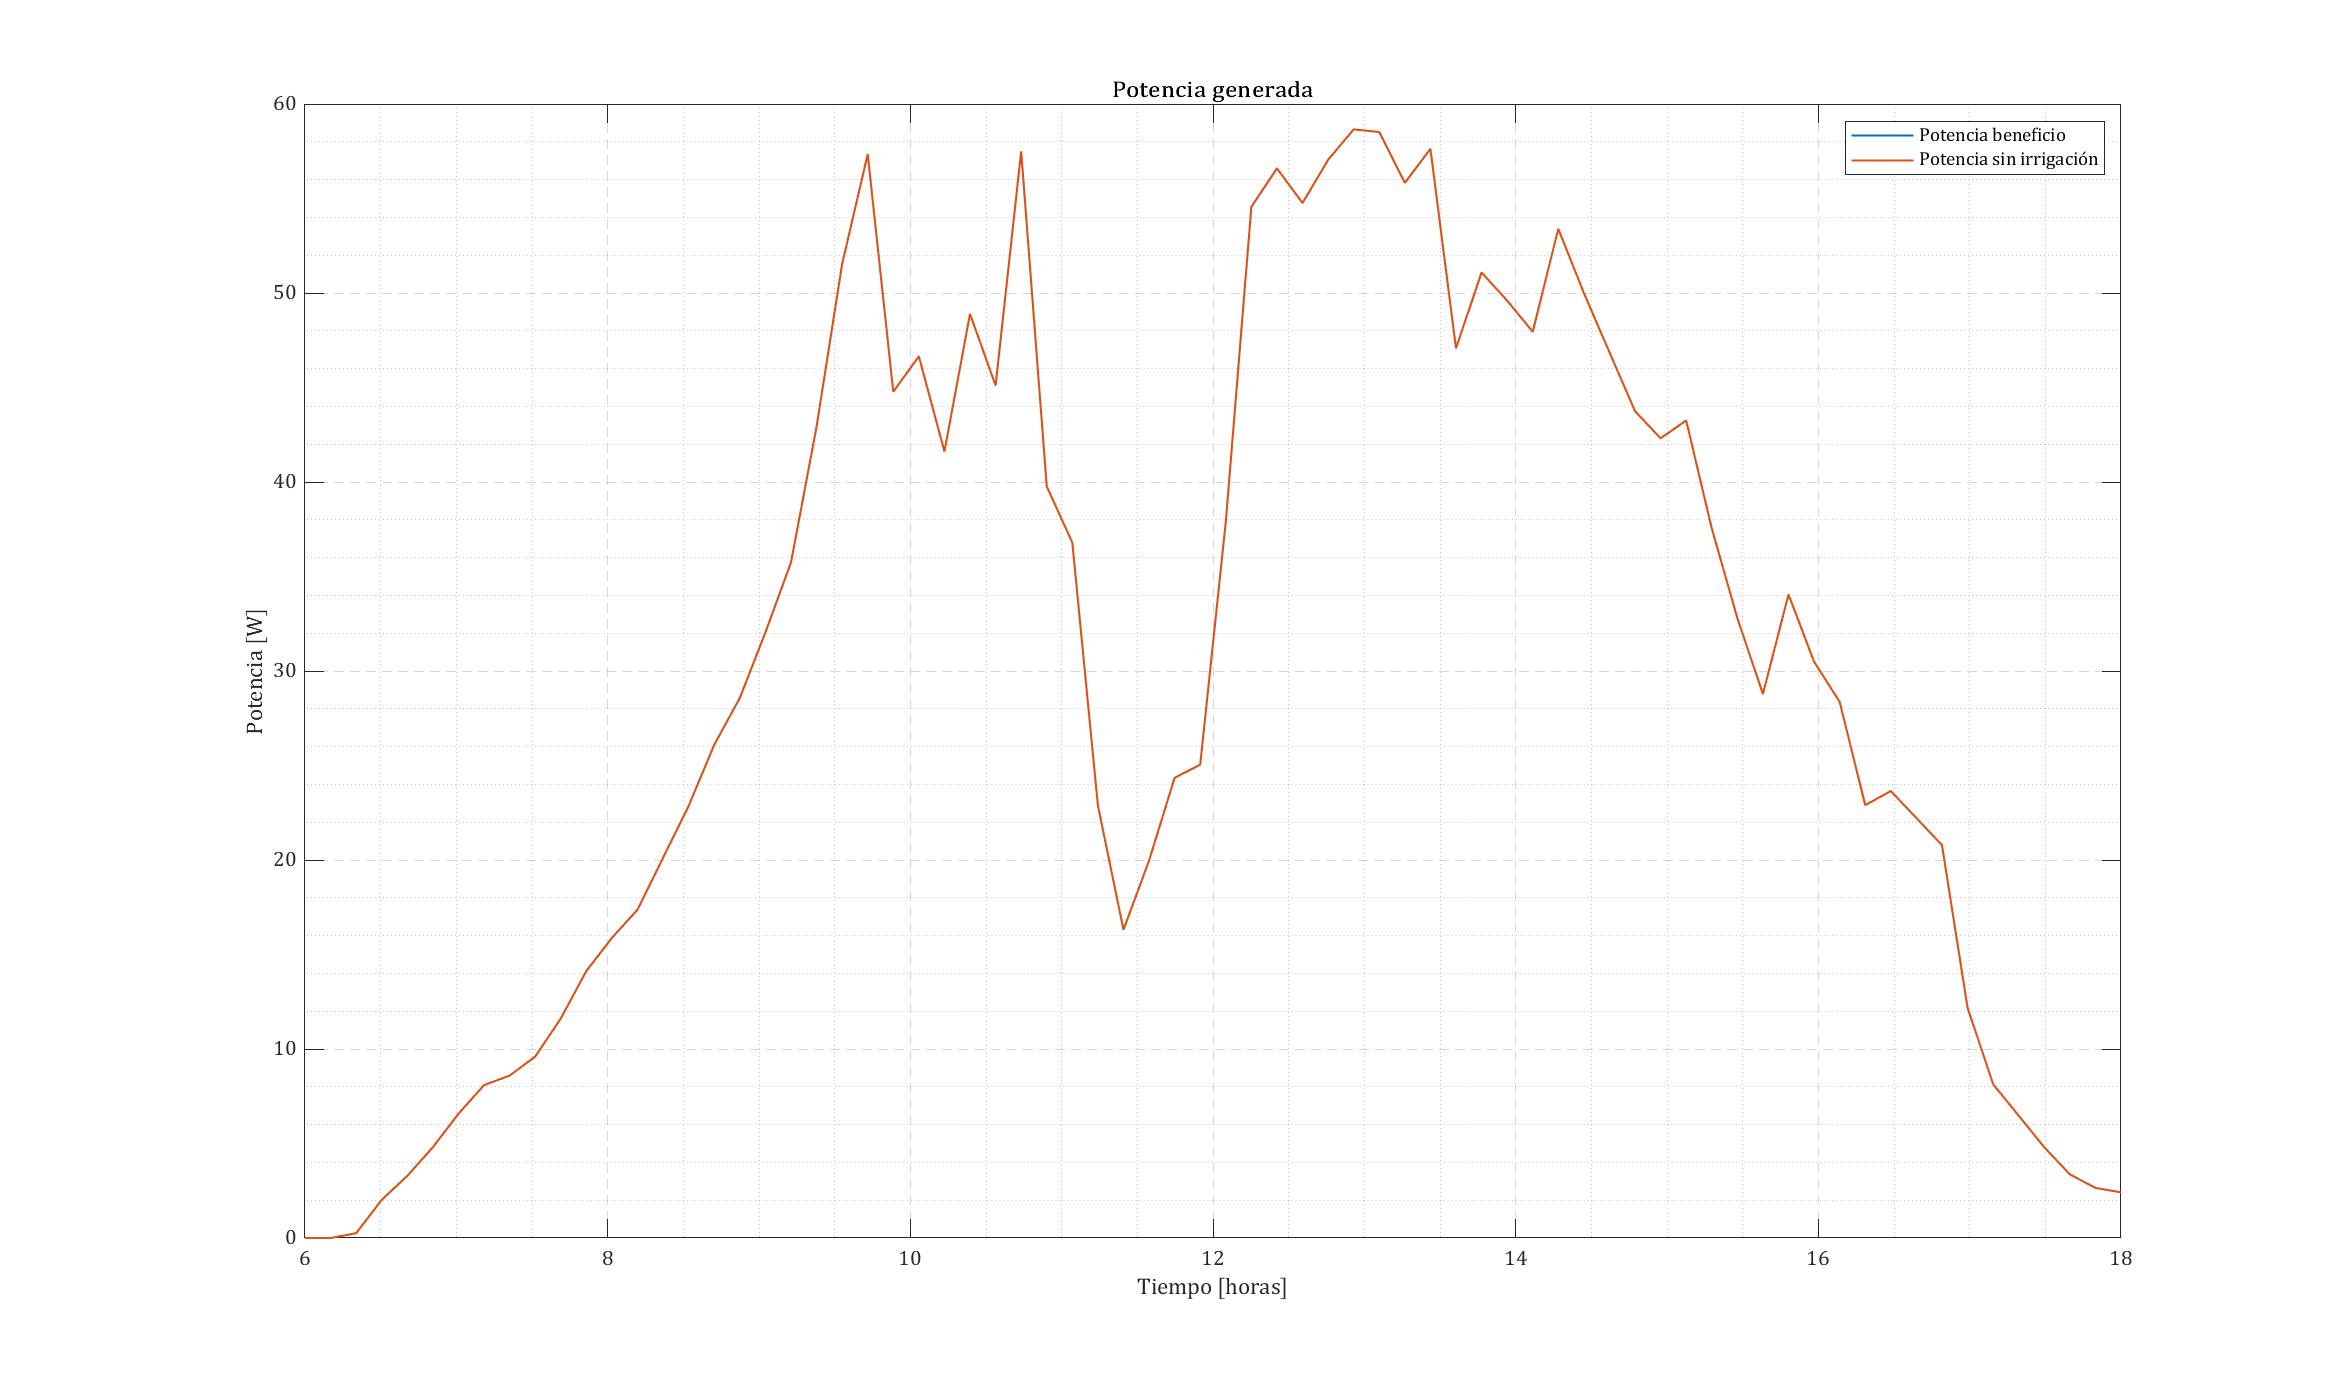 Potencia generada
60
Potencia beneficio
Potencia sin irrigación
50
40
30
20
10
0
Potencia [W]
6 8 10 12 14 16 18
Tiempo [horas]